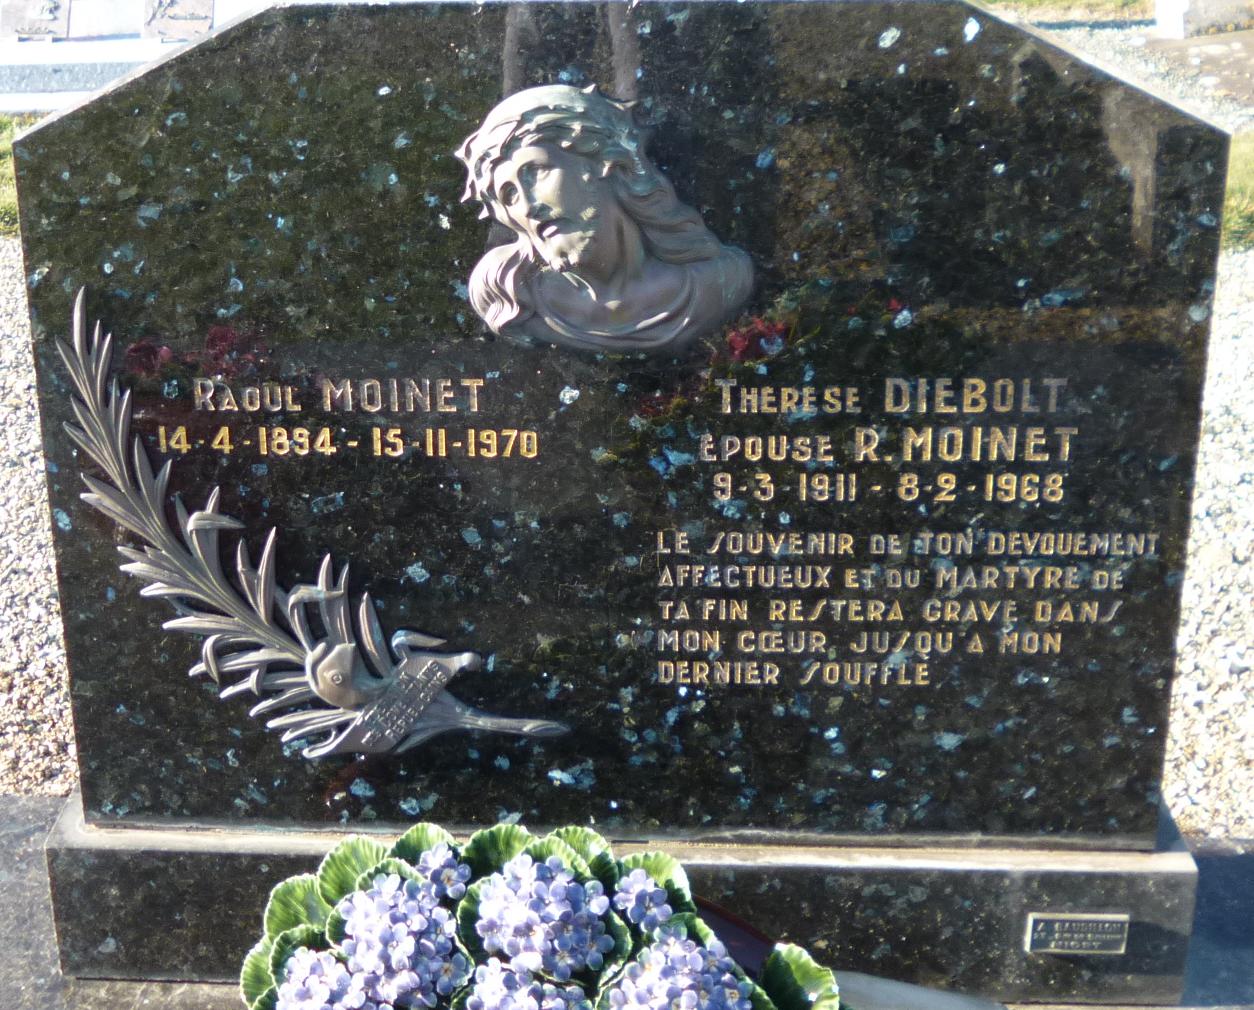 RAOUL MOINET
14-4-1894-15-11-1970
THERESE DIEBOLT
ÉPOUSE R. MOINET
9-3-1911-8-2-1968
LE SOUVENIR DE TON DEVOUEMENT
AFFECTUEUX ET DU MARTYRE DE
TA FIN RESTERA GRAVE DANS
MON CŒUR JUSQU'A MON
DERNIER SOUFFLE